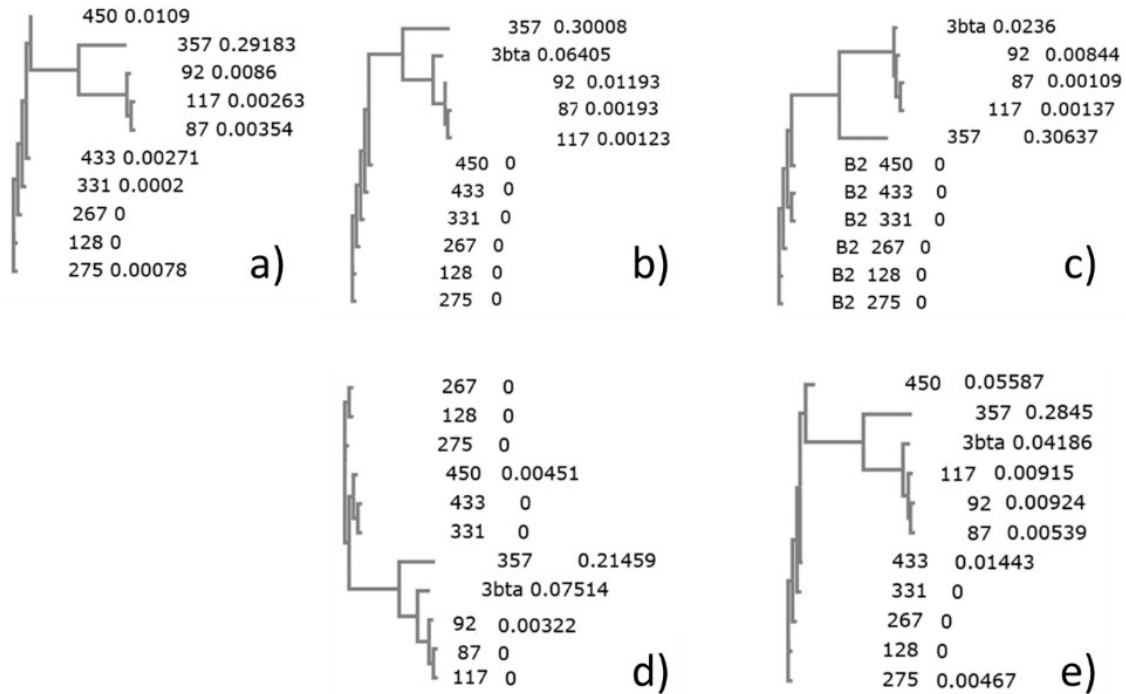 450 0.0109
357 0.29183
92 0.0086
117 0.00263
87 0.00354
433 0.00271
331 0.0002
267 0
128 0
275 0.00078
a)
357 0.30008
3bta 0.06405
92 0.01193
87 0.00193
117 0.00123
450 0
433 0
331 0
267 0
128 0
275 0
b)
3bta 0.0236
92 0.00844
87 0.00109
117 0.00137
357 0.30637
B2 450 0
B2 433 0
B2 331 0
B2 267 0
B2 128 0
B2 275 0
c)
267 0
128 0
275 0
450 0.00451
433 0
331 0
357 0.21459
3bta 0.07514
92 0.00322
87 0
117 0
d)
450 0.05587
357 0.2845
3bta 0.04186
117 0.00915
92 0.00924
87 0.00539
433 0.01443
331 0
267 0
128 0
275 0.00467
e)